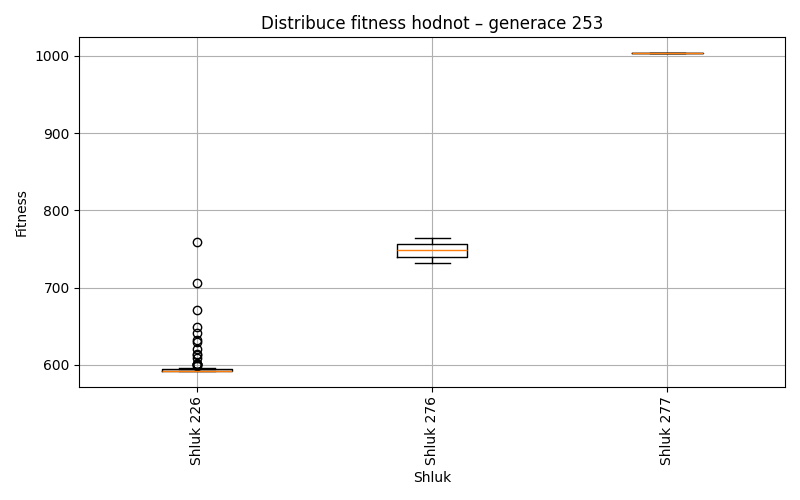 Distribuce fitness hodnot – generace 253
1000
900
800
700
600
Fitness
Shluk 226
Shluk 276
Shluk 277
Shluk